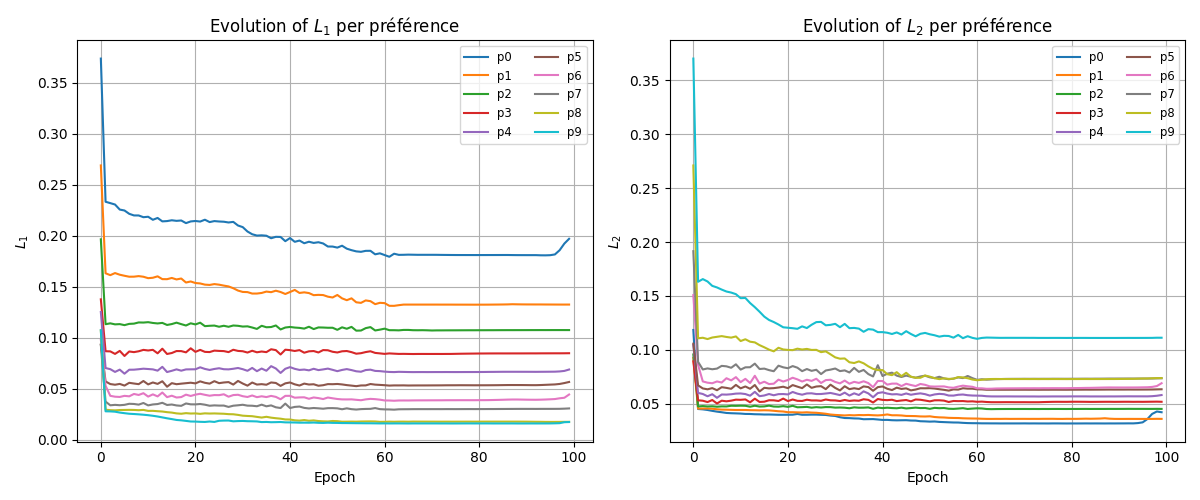 Evolution of L₁ per préférence
L₁
0.35
0.30
0.25
0.20
0.15
0.10
0.05
0.00
0 20 40 60 80 100
Epoch
p0 p5
p1 p6
p2 p7
p3 p8
p4 p9
Evolution of L₂ per préférence
L₂
0.35
0.30
0.25
0.20
0.15
0.10
0.05
0 20 40 60 80 100
Epoch
p0 p5
p1 p6
p2 p7
p3 p8
p4 p9